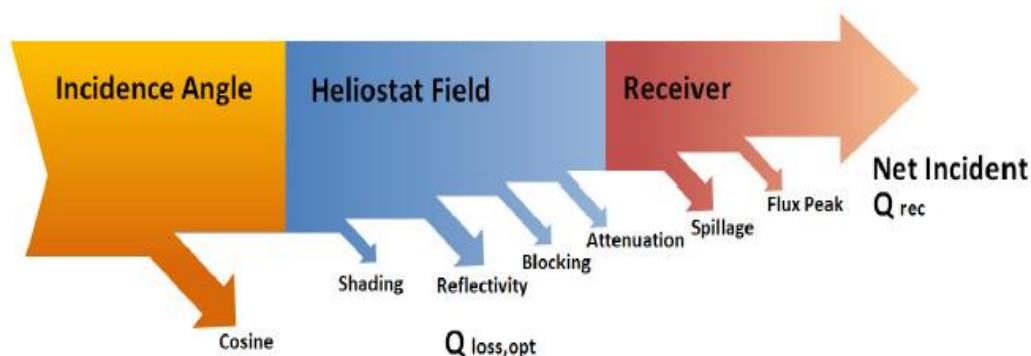 Incidence Angle
Heliostat Field
Receiver
Net Incident
Q rec
Flux Peak
Spillage
Attenuation
Blocking
Reflectivity
Shading
Cosine
Q loss,opt